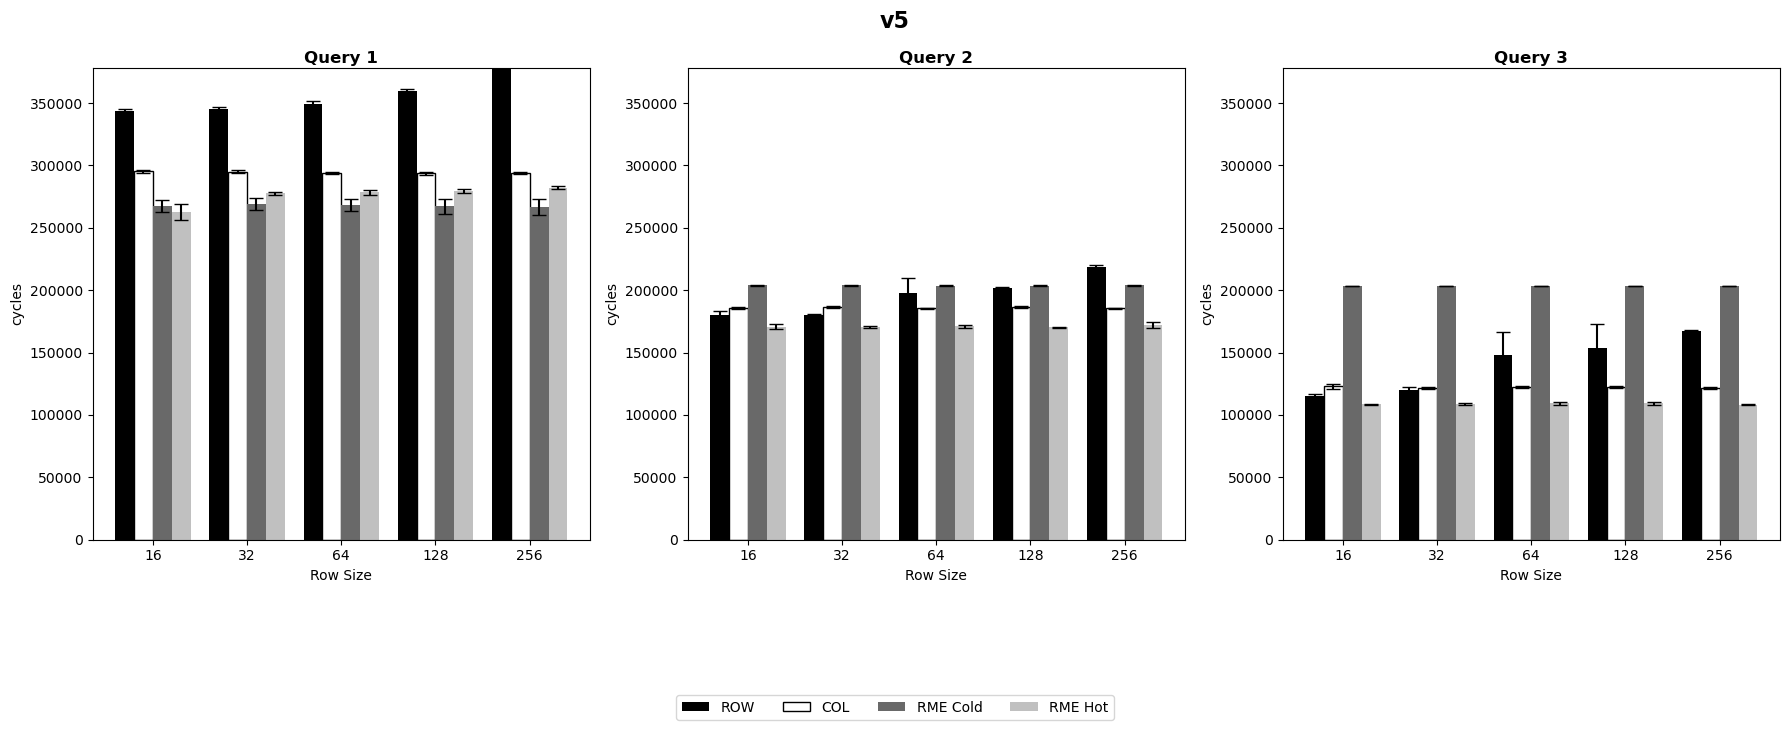 v5
Query 1
350000
300000
250000
200000
150000
100000
50000
0
cycles
16 32 64 128 256
Row Size
Query 2
350000
300000
250000
200000
150000
100000
50000
0
cycles
16 32 64 128 256
Row Size
Query 3
350000
300000
250000
200000
150000
100000
50000
0
cycles
16 32 64 128 256
Row Size
ROW COL RME Cold RME Hot